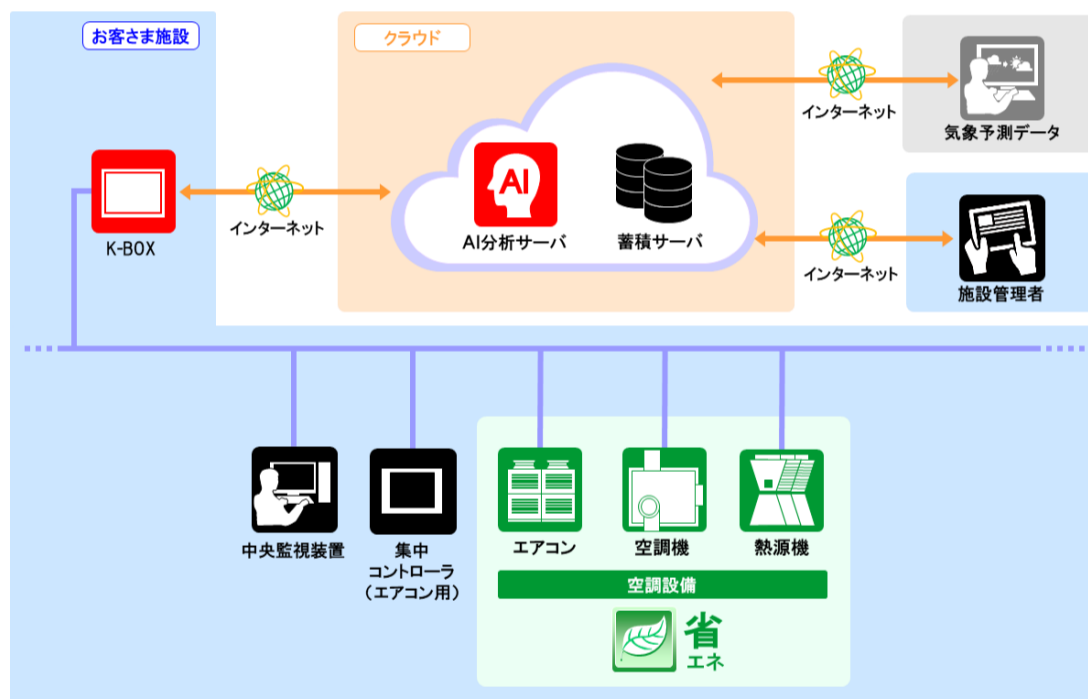 お客さま施設
クラウド
K-BOX
インターネット
AI
AI分析サーバ
蓄積サーバ
インターネット
気象予測データ
インターネット
施設管理者
中央監視装置
集中
コントローラ
（エアコン用）
エアコン
空調機
熱源機
空調設備
省
エネ